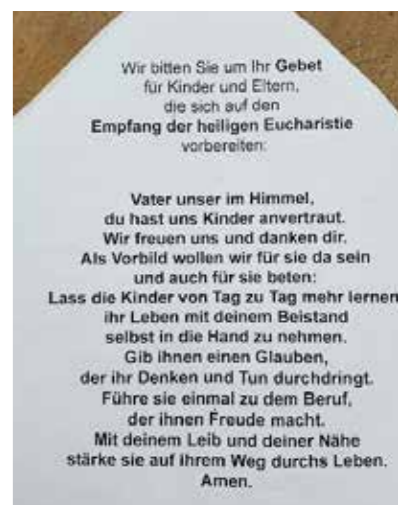 Wir bitten Sie um Ihr Gebet
für Kinder und Eltern,
die sich auf den
Empfang der heiligen Eucharistie
vorbereiten:
Vater unser im Himmel,
du hast uns Kinder anvertraut.
Wir freuen uns und danken dir.
Als Vorbild wollen wir für sie da sein
und auch für sie beten:
Lass die Kinder von Tag zu Tag mehr lernen
ihr Leben mit deinem Beistand
selbst in die Hand zu nehmen.
Gib ihnen einen Glauben,
der ihr Denken und Tun durchdringt.
Führe sie einmal zu dem Beruf,
der ihnen Freude macht.
Mit deinem Leib und deiner Nähe
stärke sie auf ihrem Weg durchs Leben.
Amen.